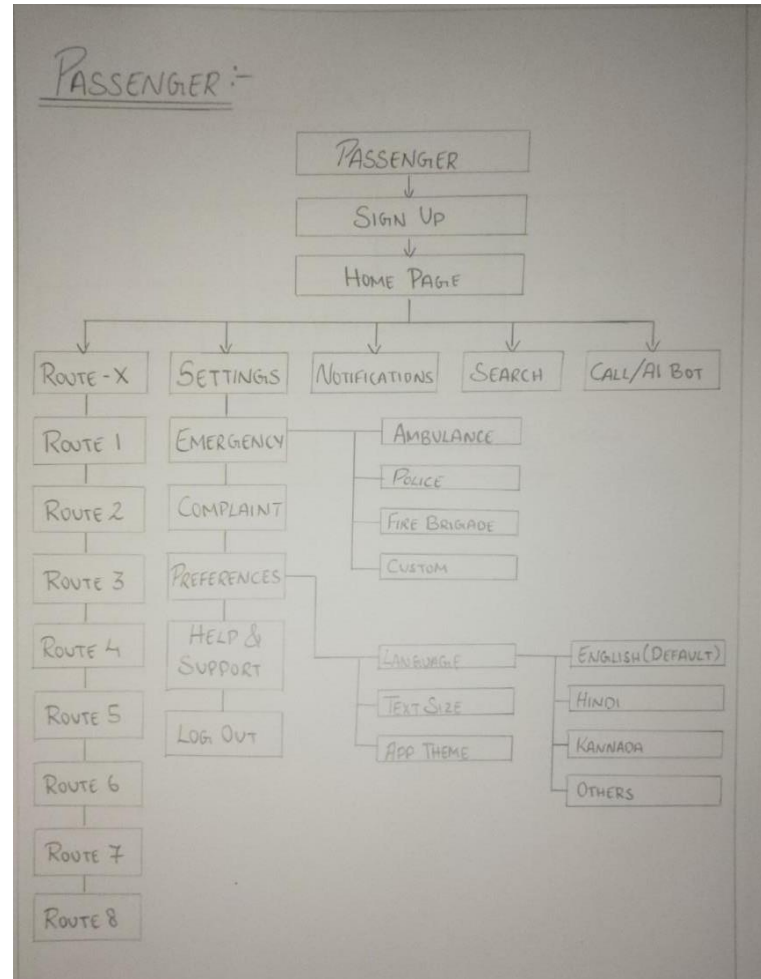 PASSENGER :-
PASSENGER
SIGN UP
HOME PAGE
ROUTE-X
SETTINGS
NOTIFICATIONS
SEARCH
CALL/AI BOT
ROUTE 1
ROUTE 2
ROUTE 3
ROUTE 4
ROUTE 5
ROUTE 6
ROUTE 7
ROUTE 8
EMERGENCY
COMPLAINT
PREFERENCES
HELP &
SUPPORT
LOG OUT
AMBULANCE
POLICE
FIRE BRIGADE
CUSTOM
LANGUAGE
TEXT SIZE
APP THEME
ENGLISH (DEFAULT)
HINDI
KANNADA
OTHERS